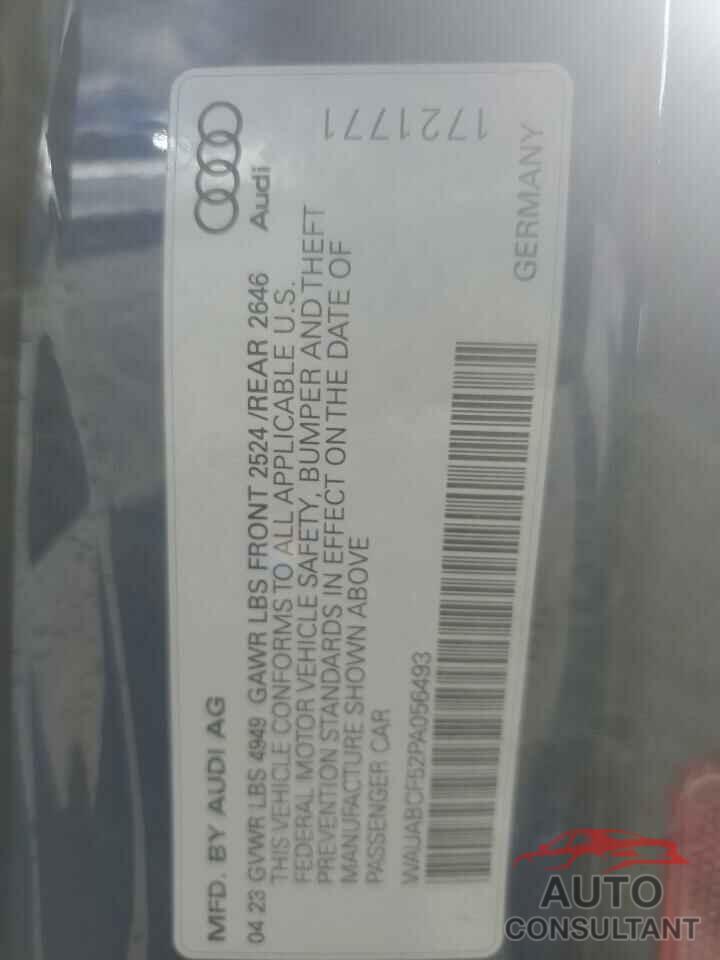 MFD. BY AUDI AG
Audi
04 23 GVWR LBS 4949 GAWR LBS FRONT 2524 /REAR 2646
THIS VEHICLE CONFORMS TO ALL APPLICABLE U.S.
FEDERAL MOTOR VEHICLE SAFETY, BUMPER AND THEFT
PREVENTION STANDARDS IN EFFECT ON THE DATE OF
MANUFACTURE SHOWN ABOVE
PASSENGER CAR
1721771
WAUABCF52PA056493
GERMANY
AUTO
CONSULTANT